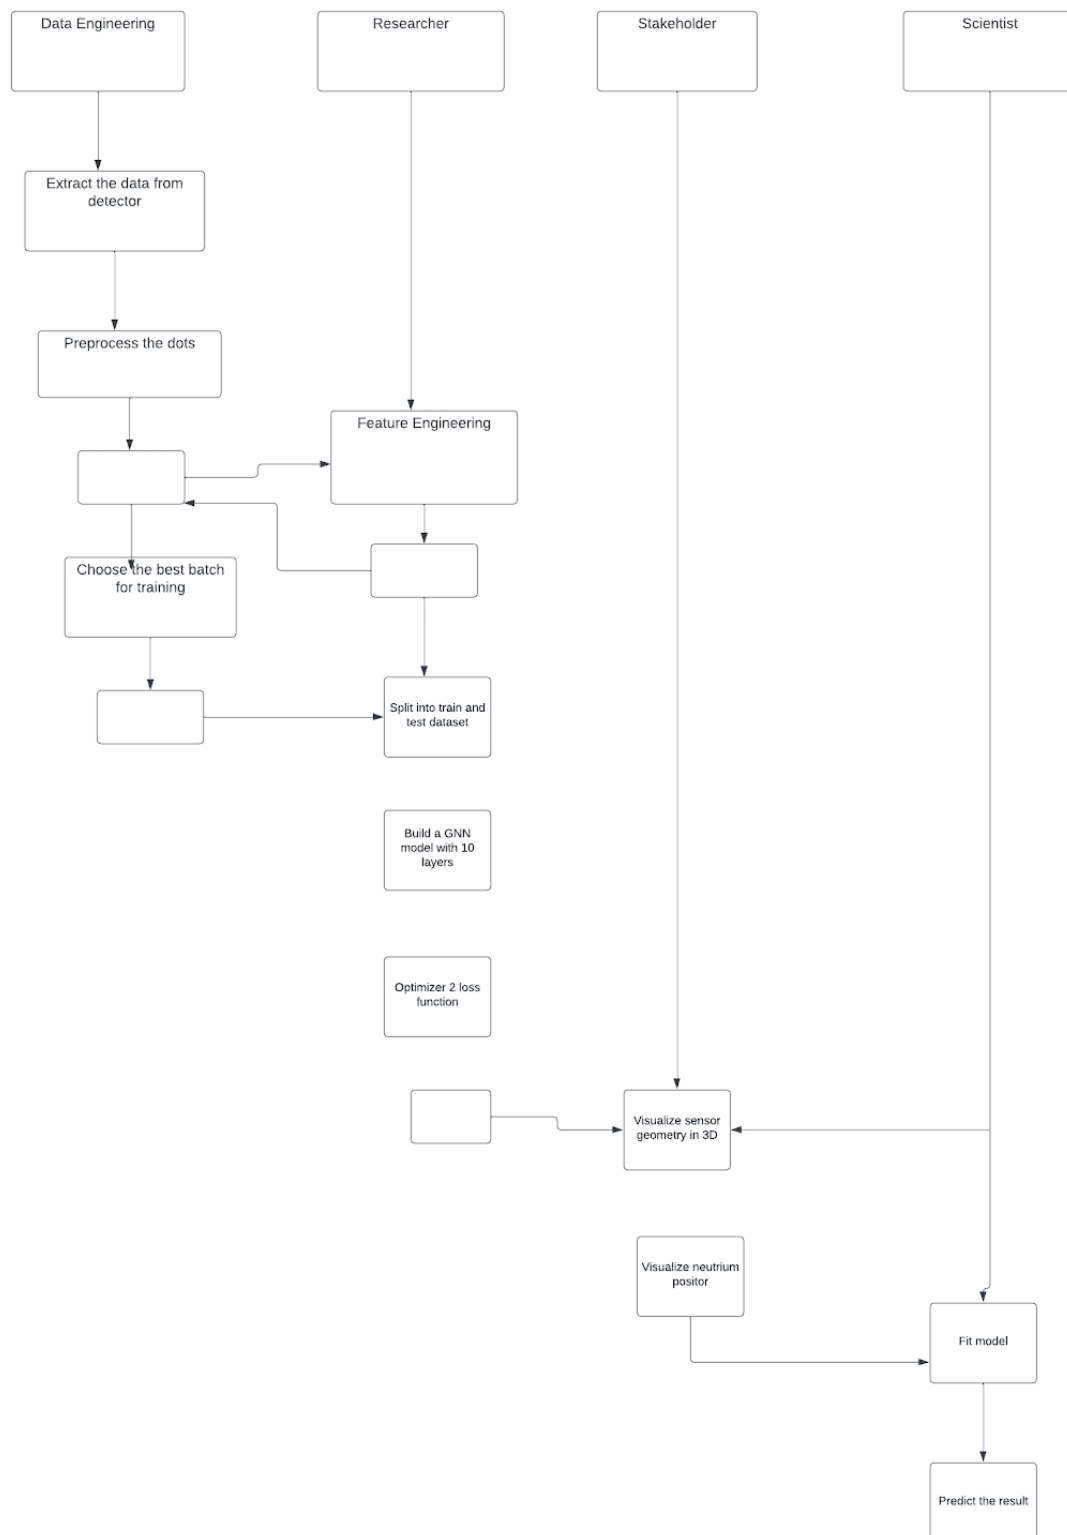 Data Engineering
Researcher
Stakeholder
Scientist
Extract the data from
detector
Preprocess the dots
Feature Engineering
Choose the best batch
for training
Split into train and
test dataset
Build a GNN
model with 10
layers
Optimizer 2 loss
function
Visualize sensor
geometry in 3D
Visualize neutrium
positor
Fit model
Predict the result